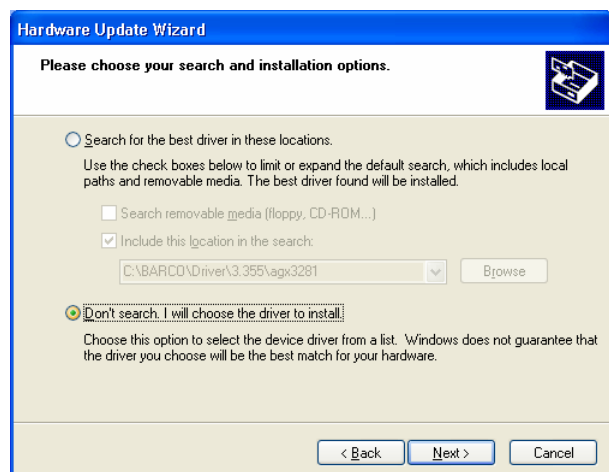 Hardware Update Wizard
Please choose your search and installation options.
Search for the best driver in these locations.
Use the check boxes below to limit or expand the default search, which includes local
paths and removable media. The best driver found will be installed.
Search removable media (floppy, CD-ROM...)
Include this location in the search:
C:\BARCO\Driver\3.355\agx3281
Browse
Don't search. I will choose the driver to install.
Choose this option to select the device driver from a list. Windows does not guarantee that
the driver you choose will be the best match for your hardware.
< Back Next > Cancel